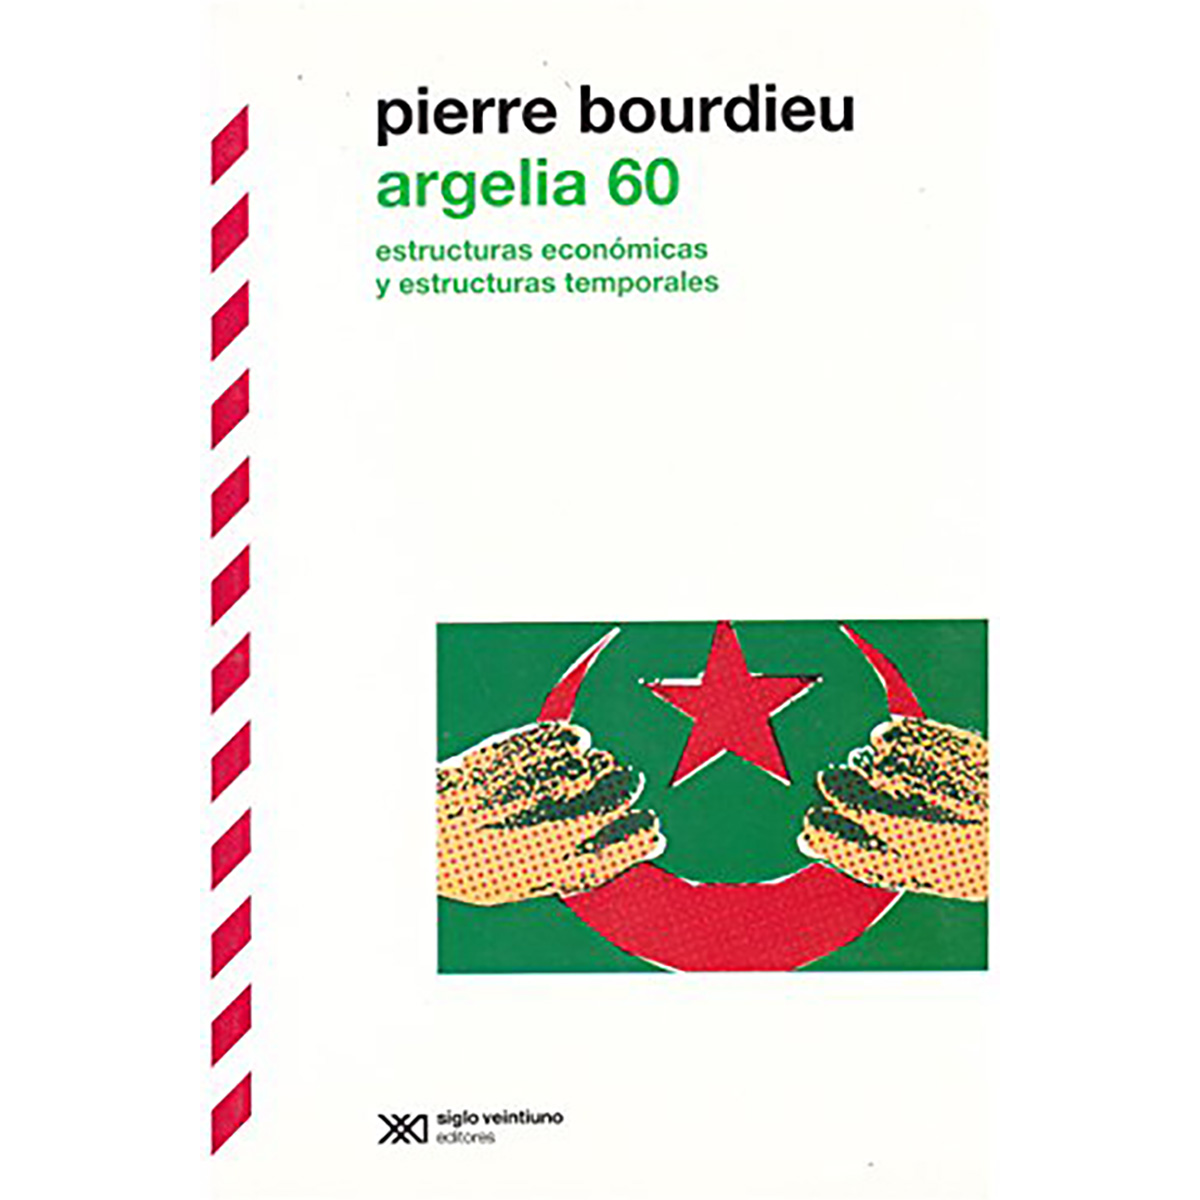 pierre bourdieu
argelia 60
estructuras económicas
y estructuras temporales
siglo veintiuno
editores